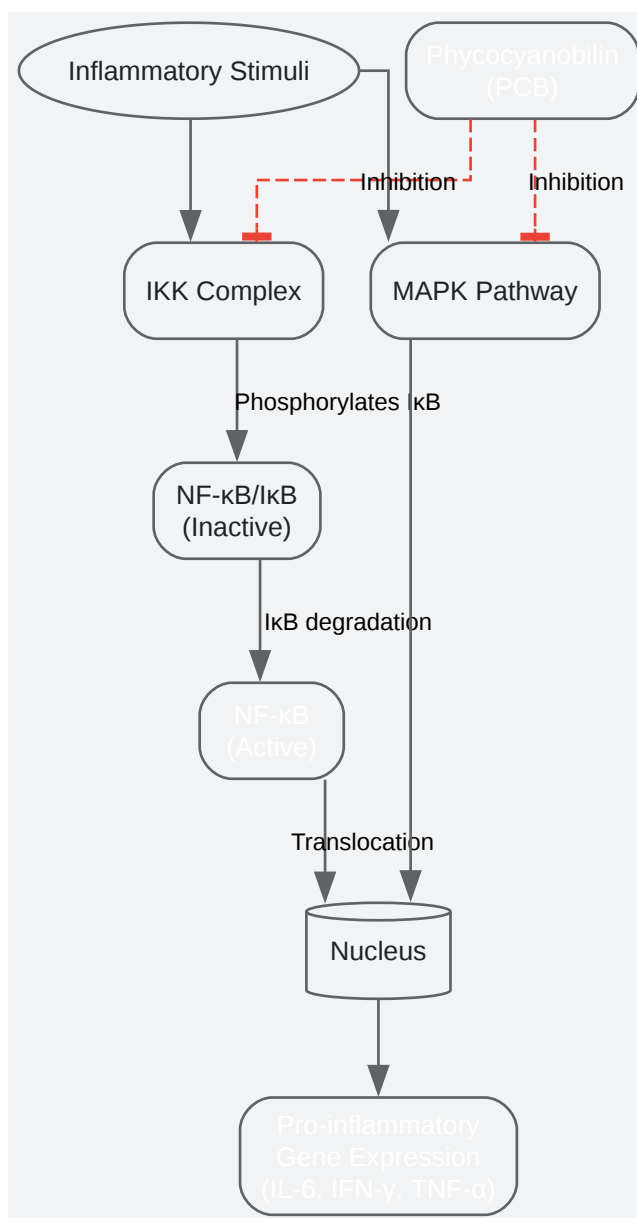 Inflammatory Stimuli
Phycocyanobilin
(PCB)
Inhibition
Inhibition
IKK Complex
MAPK Pathway
Phosphorylates IκB
NF-κB/IκB
(Inactive)
IκB degradation
NF-κB
(Active)
Translocation
Nucleus
Pro-inflammatory
Gene Expression
(IL-6, IFN-γ, TNF-α)